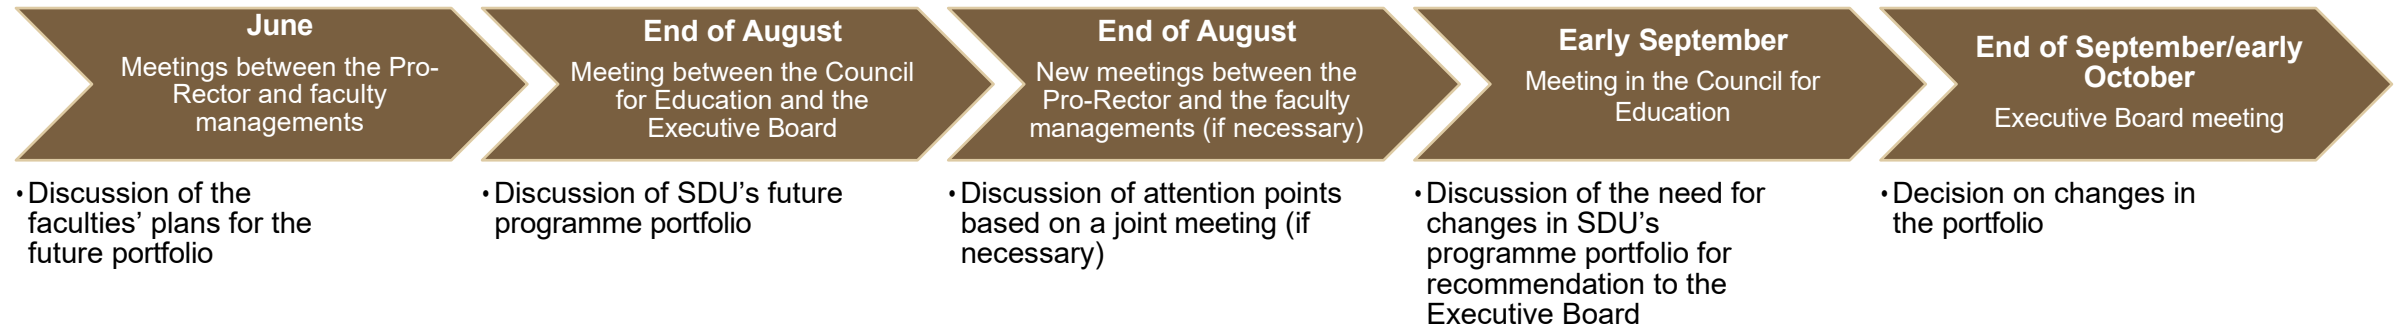 June
Meetings between the Pro-
Rector and faculty
managements
• Discussion of the
faculties’ plans for the
future portfolio
End of August
Meeting between the Council
for Education and the
Executive Board
• Discussion of SDU’s future
programme portfolio
End of August
New meetings between the
Pro-Rector and the faculty
managements (if necessary)
• Discussion of attention points
based on a joint meeting (if
necessary)
Early September
Meeting in the Council for
Education
• Discussion of the need for
changes in SDU’s
programme portfolio for
recommendation to the
Executive Board
End of September/early
October
Executive Board meeting
• Decision on changes in
the portfolio